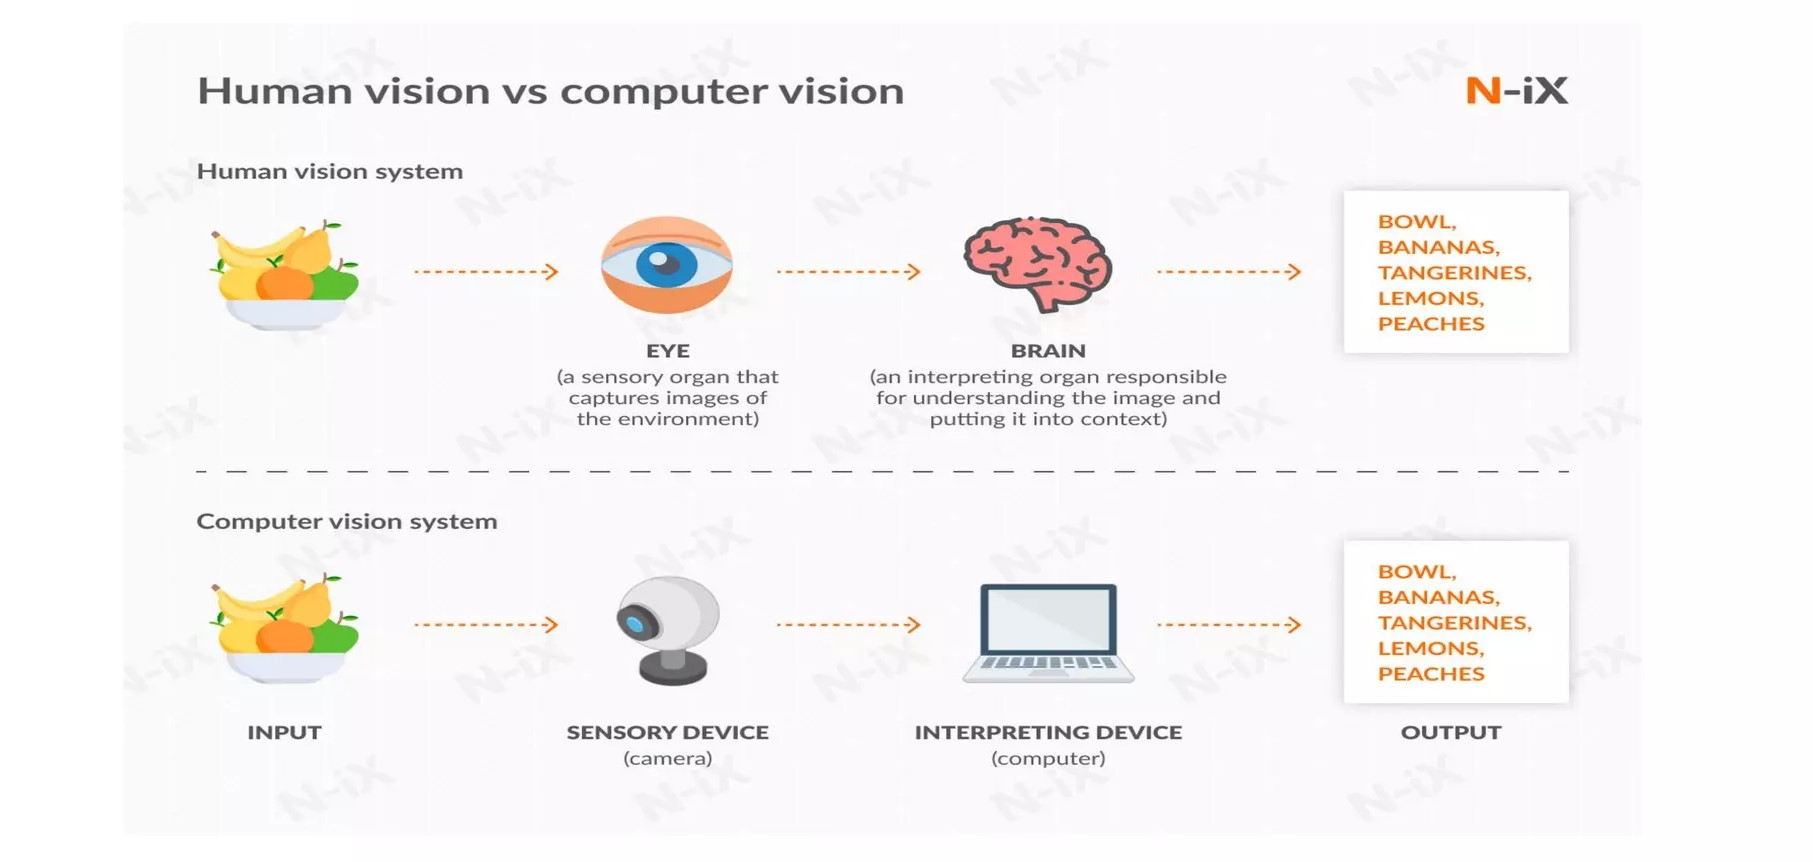 Human vision vs computer vision
N-iX
Human vision system
BOWL,
BANANAS,
TANGERINES,
LEMONS,
PEACHES
EYE
(a sensory organ that
captures images of
the environment)
BRAIN
(an interpreting organ responsible
for understanding the image and
putting it into context)
Computer vision system
BOWL,
BANANAS,
TANGERINES,
LEMONS,
PEACHES
INPUT
SENSORY DEVICE
(camera)
INTERPRETING DEVICE
(computer)
OUTPUT